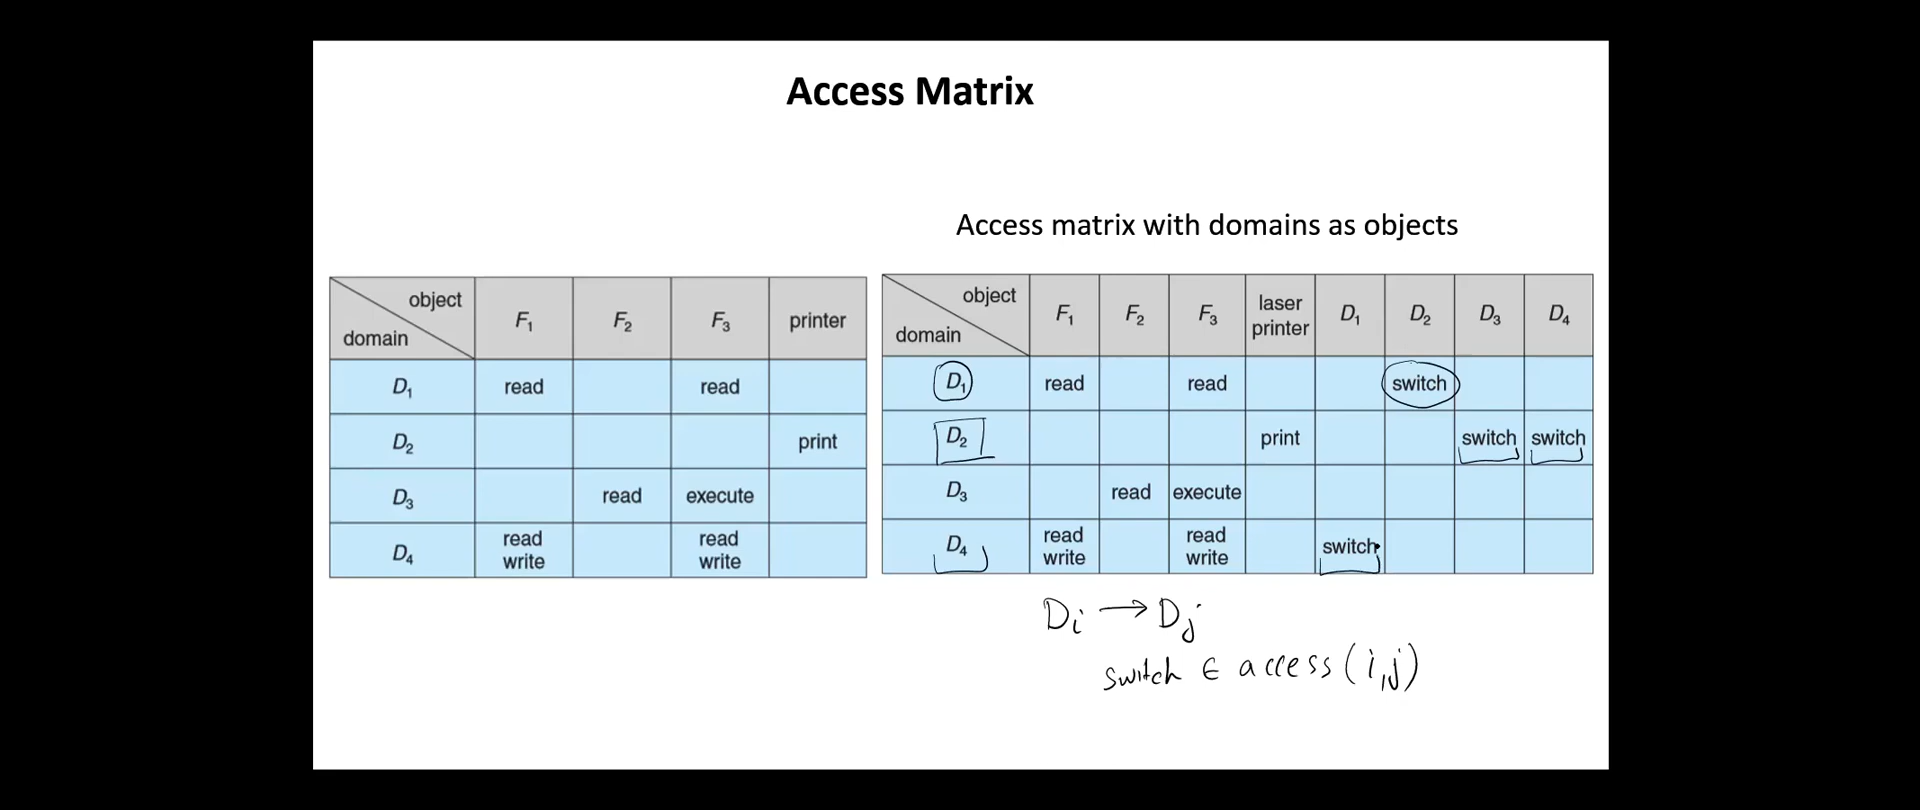 Access Matrix
Access matrix with domains as objects
object
domain
F1 F2 F3 printer
D1 read read
D2 print
D3 read execute
D4 read write read write
object
domain
F1 F2 F3 laser printer D1 D2 D3 D4
D1 read read switch
D2 print switch switch
D3 read execute
D4 read write read write switch
Di → Dj
switch ∈ access (i,j)